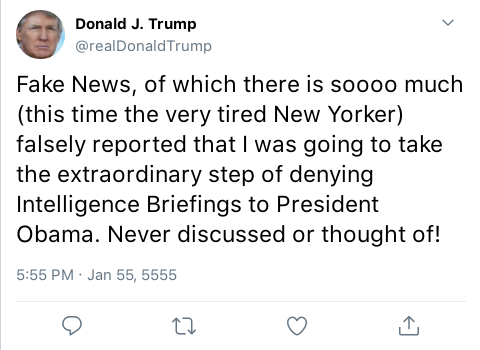 Donald J. Trump
@realDonaldTrump
Fake News, of which there is soooo much
(this time the very tired New Yorker)
falsely reported that I was going to take
the extraordinary step of denying
Intelligence Briefings to President
Obama. Never discussed or thought of!
5:55 PM · Jan 55, 5555